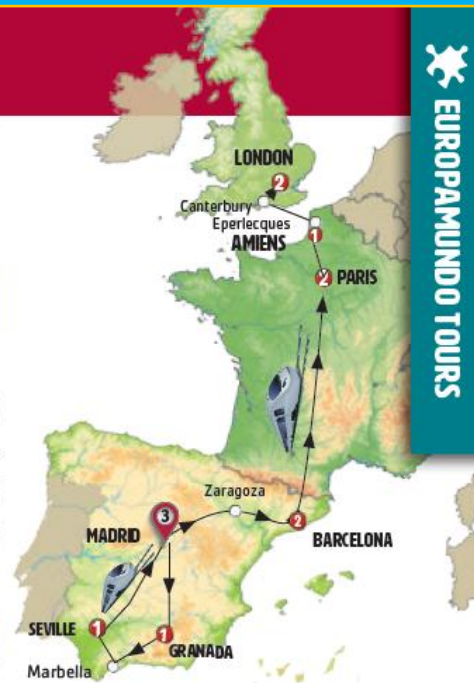 LONDON
2
Canterbury
Eperlecques
AMIENS
1
PARIS
2
Zaragoza
3
MADRID
2
BARCELONA
SEVILLE
1
1
GRANADA
Marbella
EUROPAMUNDO TOURS